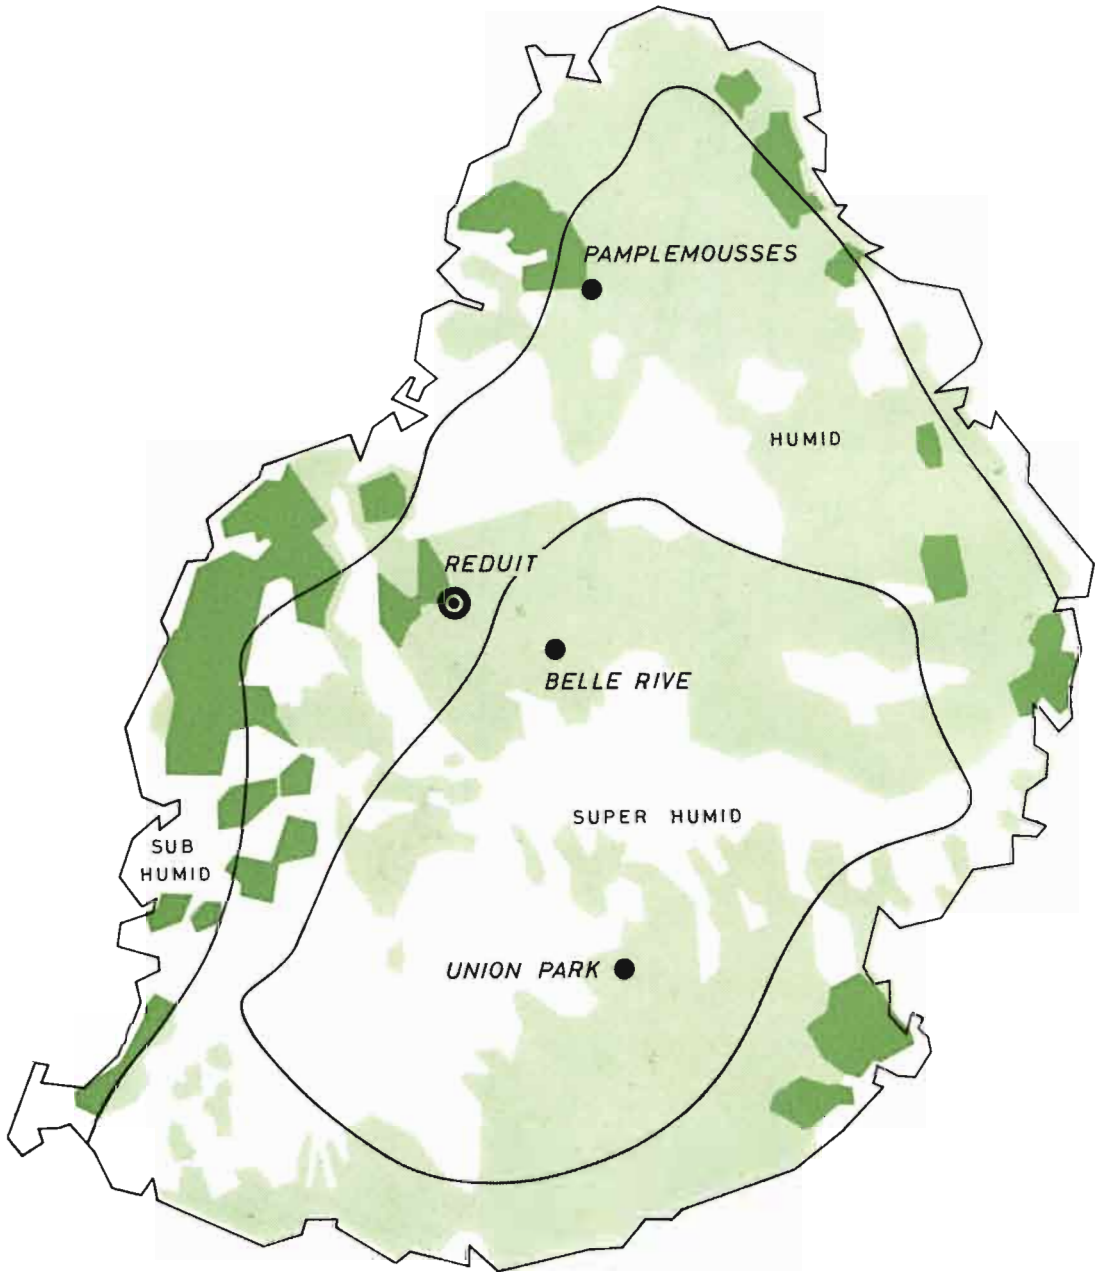 PAMPLEMOUSSES
HUMID
REDUIT
BELLE RIVE
SUPER HUMID
SUB
HUMID
UNION PARK